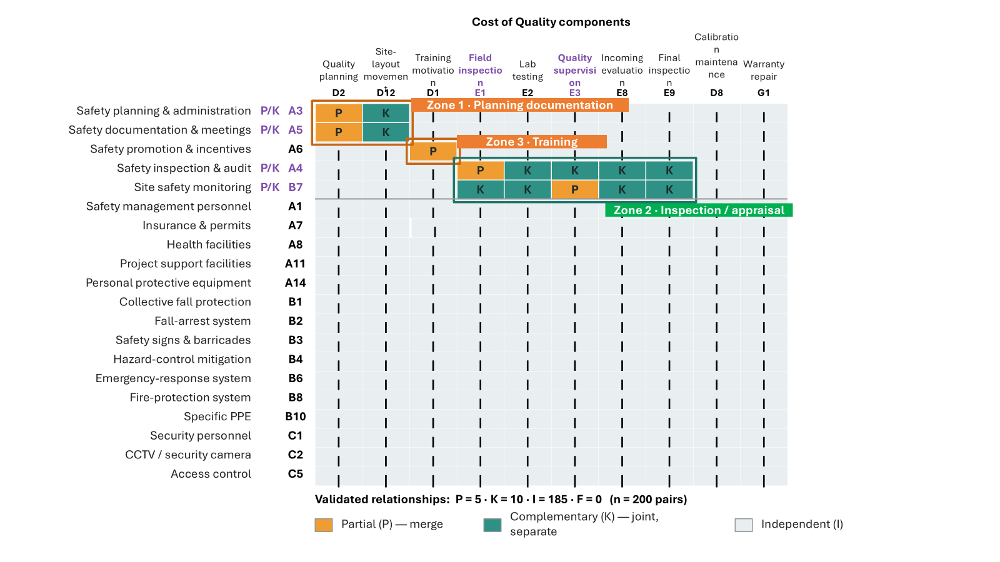 Cost of Quality components
Quality
planning
D2
Site-
layout
movemen
t
D12
Training
motivatio
n
D1
Field
inspectio
n
E1
Lab
testing
E2
Quality
supervisi
on
E3
Incoming
evaluatio
n
E8
Final
inspectio
n
E9
Calibratio
n
maintena
nce
D8
Warranty
repair
G1
Zone 1 · Planning documentation
Safety planning & administration P/K A3 P K
Safety documentation & meetings P/K A5 P K
Zone 3 · Training
Safety promotion & incentives A6 P
Safety inspection & audit P/K A4 P K K K K
Site safety monitoring P/K B7 K K P K K
Safety management personnel A1
Zone 2 · Inspection / appraisal
Insurance & permits A7
Health facilities A8
Project support facilities A11
Personal protective equipment A14
Collective fall protection B1
Fall-arrest system B2
Safety signs & barricades B3
Hazard-control mitigation B4
Emergency-response system B6
Fire-protection system B8
Specific PPE B10
Security personnel C1
CCTV / security camera C2
Access control C5
Validated relationships: P = 5 · K = 10 · I = 185 · F = 0 (n = 200 pairs)
Partial (P) — merge
Complementary (K) — joint,
separate
Independent (I)